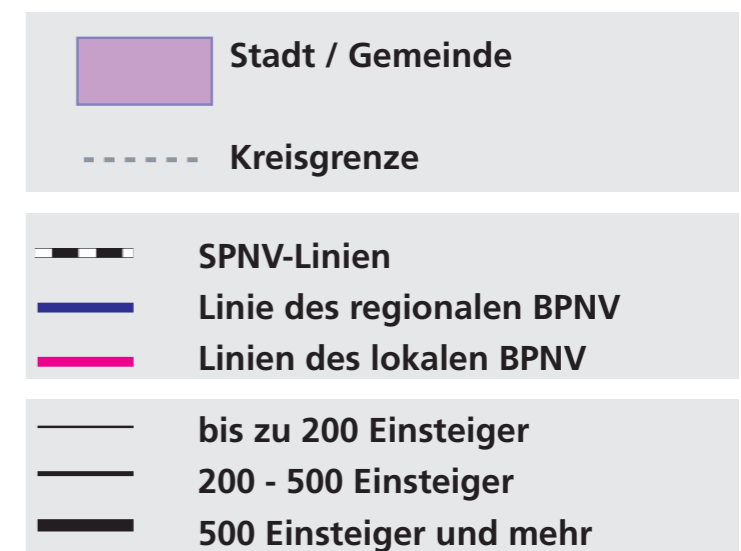 Stadt / Gemeinde
Kreisgrenze
SPNV-Linien
Linie des regionalen BPNV
Linien des lokalen BPNV
bis zu 200 Einsteiger
200 - 500 Einsteiger
500 Einsteiger und mehr